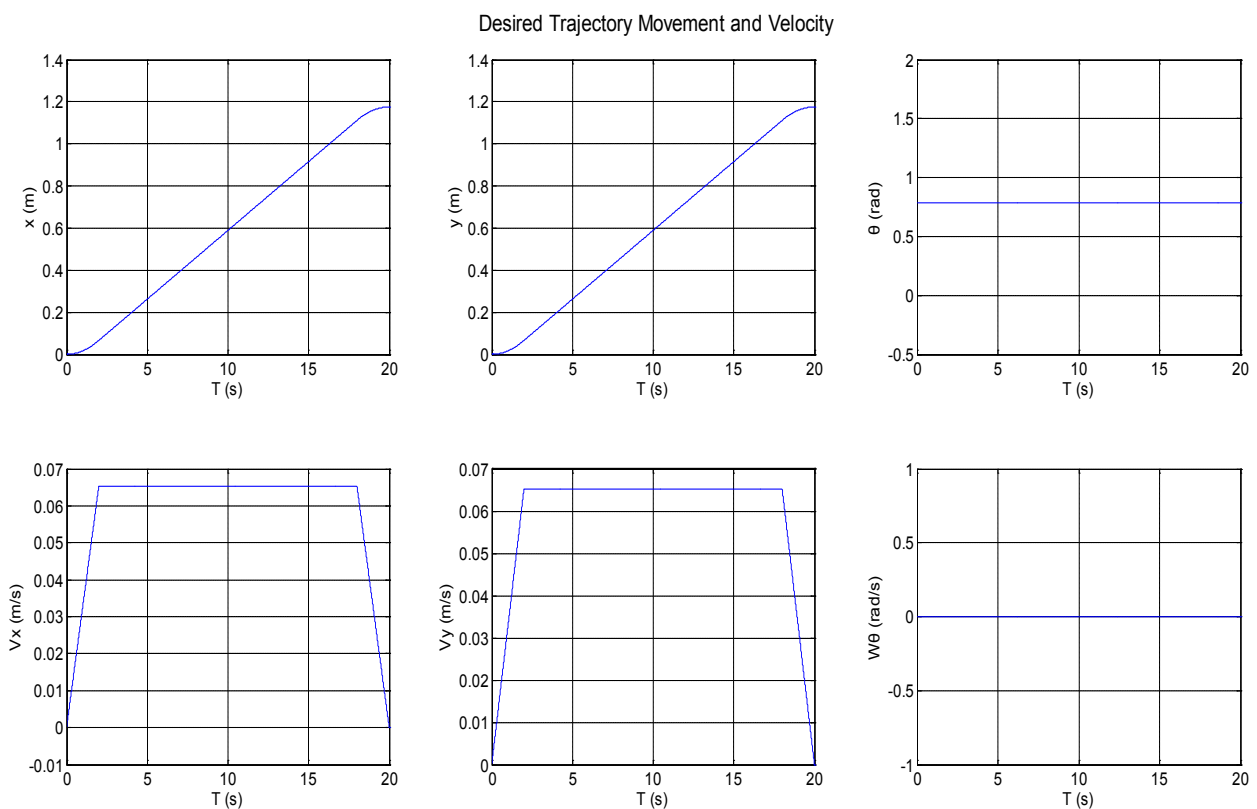 Desired Trajectory Movement and Velocity
1.4
1.2
1
0.8
0.6
0.4
0.2
0
x (m)
0 5 10 15 20
T (s)
1.4
1.2
1
0.8
0.6
0.4
0.2
0
y (m)
0 5 10 15 20
T (s)
2
1.5
1
0.5
0
-0.5
θ (rad)
0 5 10 15 20
T (s)
0.07
0.06
0.05
0.04
0.03
0.02
0.01
0
-0.01
Vx (m/s)
0 5 10 15 20
T (s)
0.07
0.06
0.05
0.04
0.03
0.02
0.01
0
Vy (m/s)
0 5 10 15 20
T (s)
1
0.5
0
-0.5
-1
Wθ (rad/s)
0 5 10 15 20
T (s)